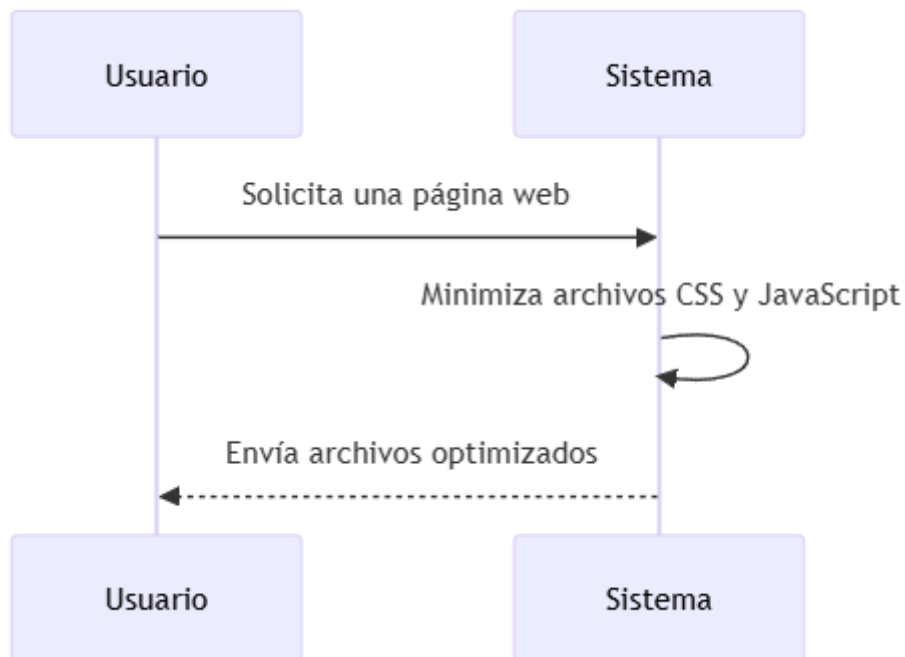 Usuario
Sistema
Solicita una página web
Minimiza archivos CSS y JavaScript
Envía archivos optimizados
Usuario
Sistema